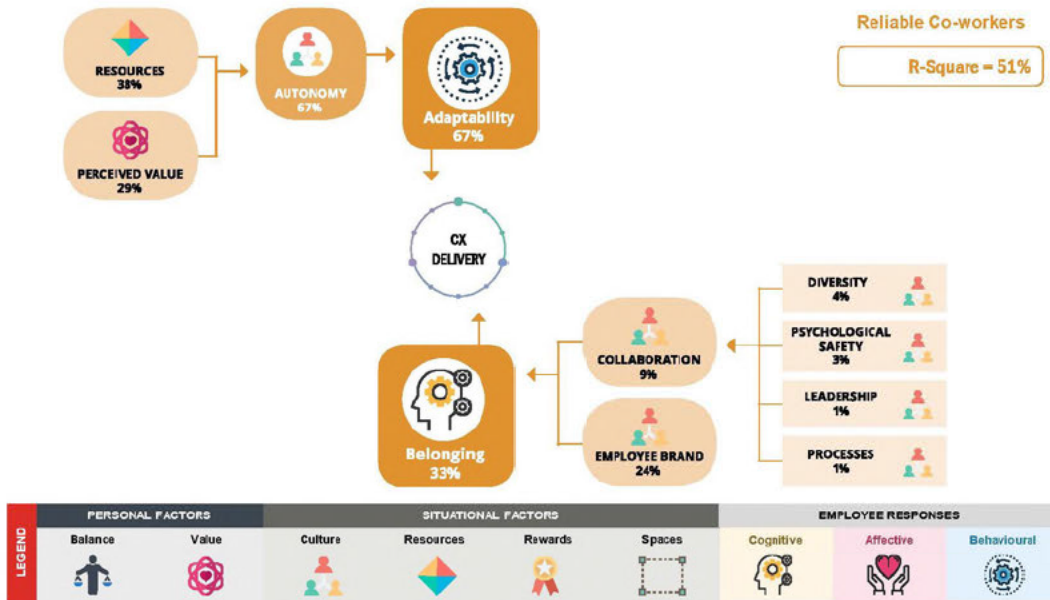 Reliable Co-workers
R-Square = 51%
RESOURCES
38%
AUTONOMY
67%
Adaptability
67%
PERCEIVED VALUE
29%
CX
DELIVERY
DIVERSITY
4%
PSYCHOLOGICAL
SAFETY
3%
COLLABORATION
9%
LEADERSHIP
1%
Belonging
33%
EMPLOYEE BRAND
24%
PROCESSES
1%
LEGEND
PERSONAL FACTORS
SITUATIONAL FACTORS
EMPLOYEE RESPONSES
Balance
Value
Culture
Resources
Rewards
Spaces
Cognitive
Affective
Behavioural